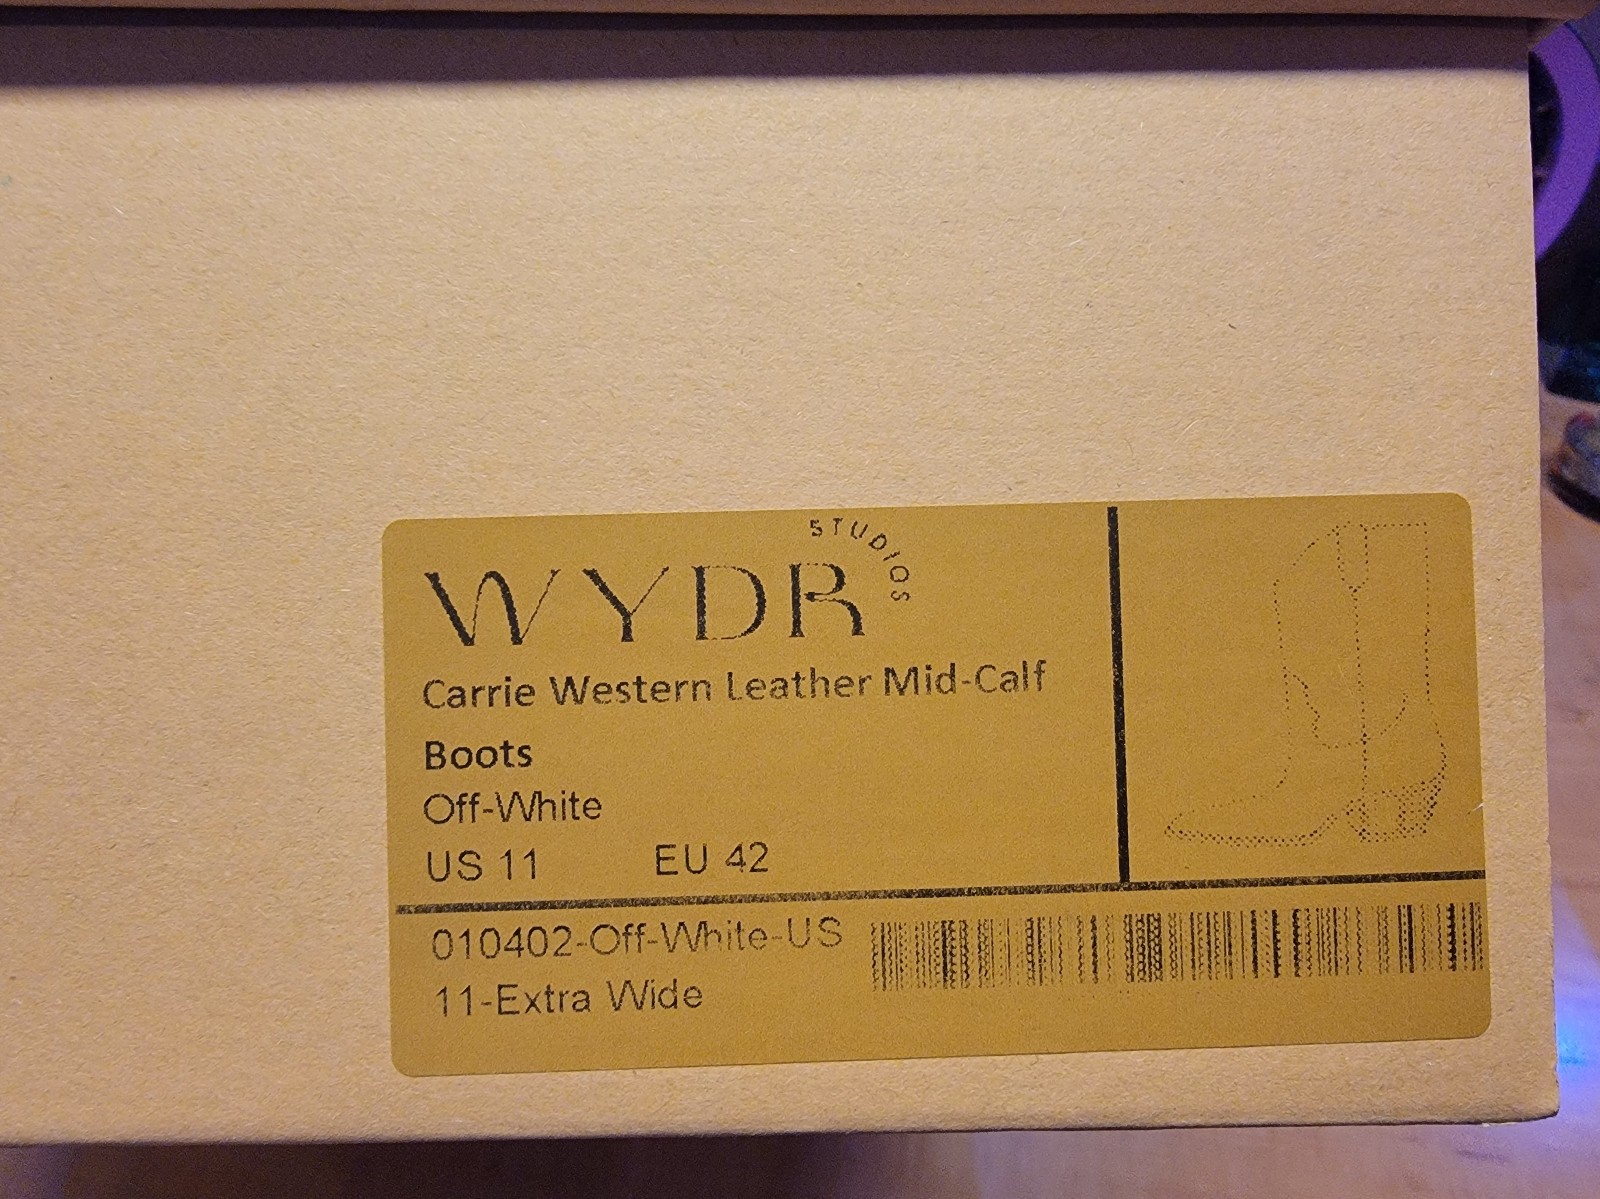 STUDIOS
WYDR
Carrie Western Leather Mid-Calf
Boots
Off-White
US 11 EU 42
010402-Off-White-US
11-Extra Wide